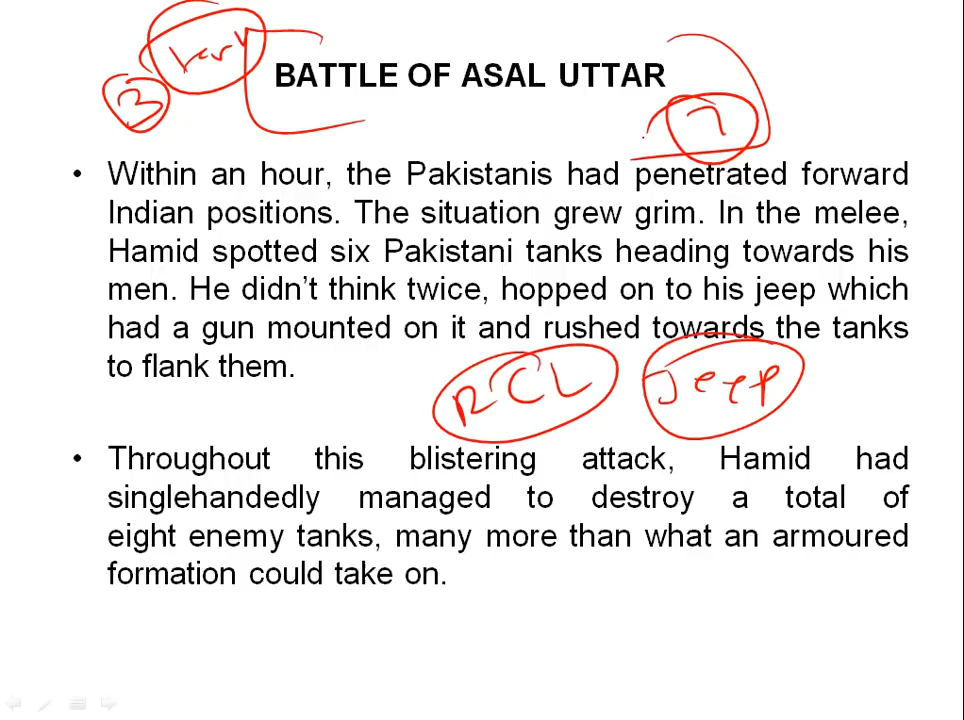 BATTLE OF ASAL UTTAR
3
7
• Within an hour, the Pakistanis had penetrated forward
Indian positions. The situation grew grim. In the melee,
Hamid spotted six Pakistani tanks heading towards his
men. He didn't think twice, hopped on to his jeep which
had a gun mounted on it and rushed towards the tanks
to flank them.
RCL Jeep
• Throughout this blistering attack, Hamid had
singlehandedly managed to destroy a total of
eight enemy tanks, many more than what an armoured
formation could take on.